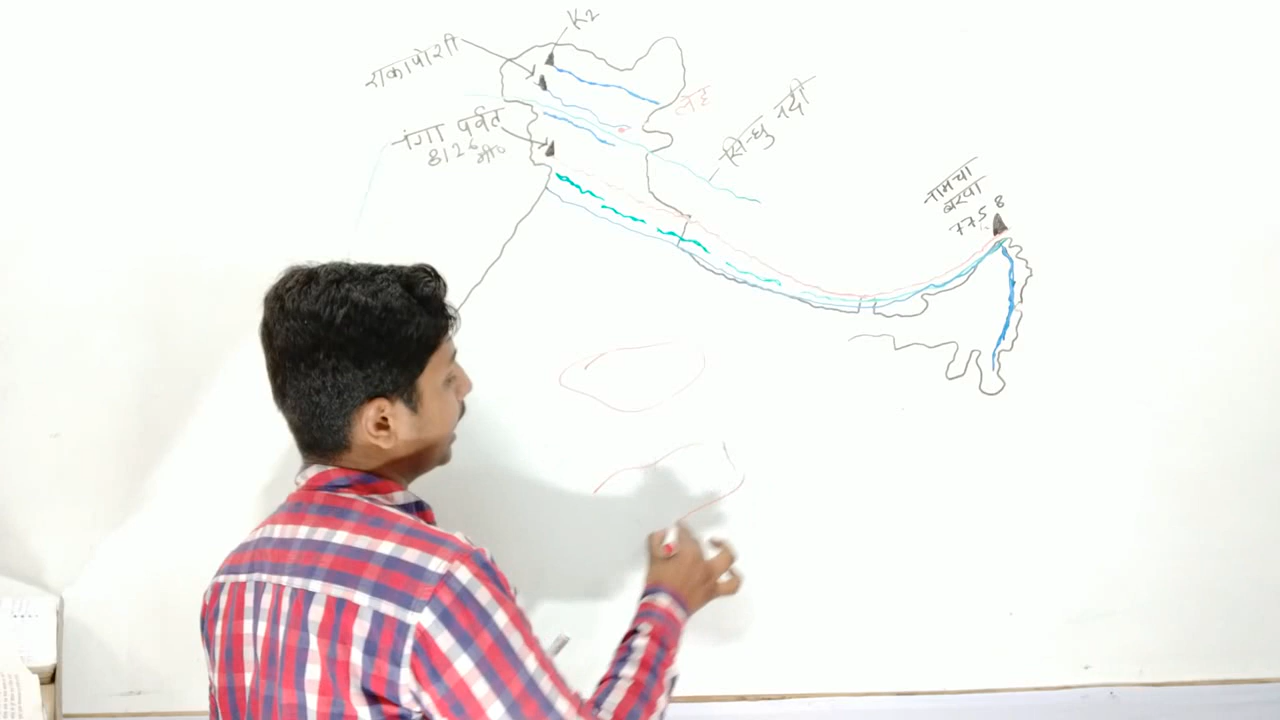 K2
राकापोशी
नंगा पर्वत
8126
मी०
लेह
सिन्धु नदी
नामचा
बरवा
7758